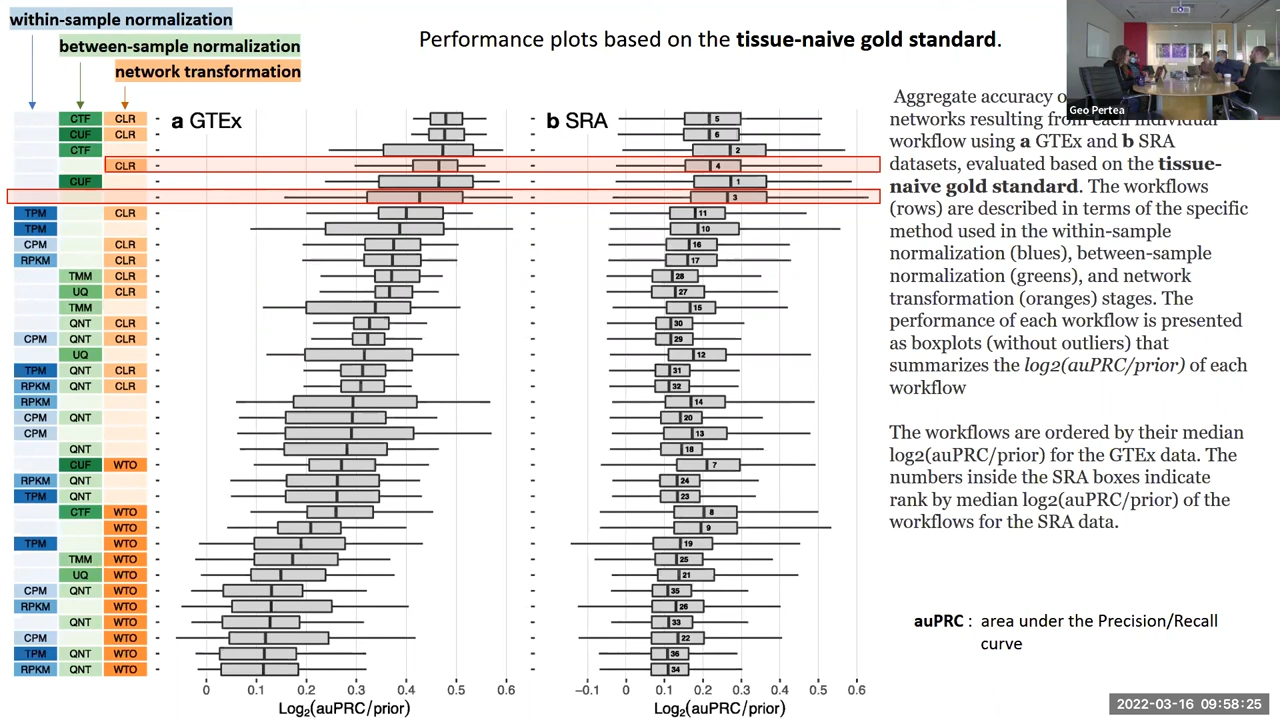 within-sample normalization
between-sample normalization
network transformation
Performance plots based on the tissue-naive gold standard.
Geo Pertea
a GTEx
b SRA
CTF CLR 5
CUF CLR 6
CTF 2
CLR 4
CUF 1
3
TPM CLR 11
TPM 10
CPM CLR 16
RPKM CLR 17
TMM CLR 28
UQ CLR 27
TMM 15
QNT CLR 30
CPM QNT CLR 29
UQ 12
TPM QNT CLR 31
RPKM QNT CLR 32
RPKM 14
CPM QNT 20
CPM 13
QNT 18
CUF WTO 7
RPKM QNT 24
TPM QNT 23
CTF WTO 8
WTO 9
TPM WTO 19
TMM WTO 25
UQ WTO 21
CPM QNT WTO 35
RPKM WTO 26
QNT WTO 33
CPM WTO 22
TPM QNT WTO 36
RPKM QNT WTO 34
0 0.1 0.2 0.3 0.4 0.5 0.6
−0.1 0 0.1 0.2 0.3 0.4 0.5 0.6
Log2(auPRC/prior)
Log2(auPRC/prior)
Aggregate accuracy o
networks resulting from each individual
workflow using a GTEx and b SRA
datasets, evaluated based on the tissue-
naive gold standard. The workflows
(rows) are described in terms of the specific
method used in the within-sample
normalization (blues), between-sample
normalization (greens), and network
transformation (oranges) stages. The
performance of each workflow is presented
as boxplots (without outliers) that
summarizes the log2(auPRC/prior) of each
workflow
The workflows are ordered by their median
log2(auPRC/prior) for the GTEx data. The
numbers inside the SRA boxes indicate
rank by median log2(auPRC/prior) of the
workflows for the SRA data.
auPRC : area under the Precision/Recall
curve
2022-03-16 09:58:25